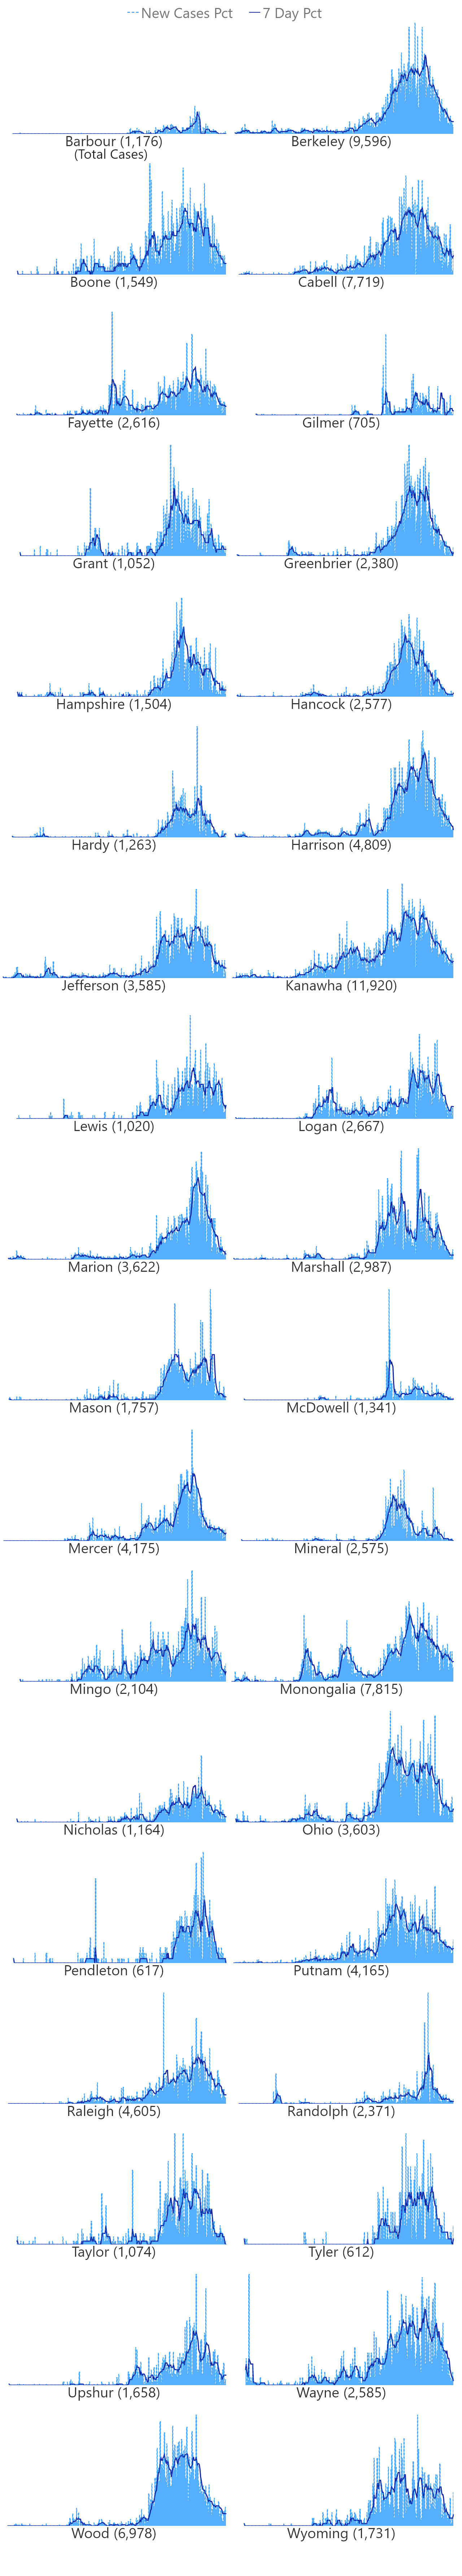 New Cases Pct 7 Day Pct
Barbour (1,176) Berkeley (9,596)
(Total Cases)
Boone (1,549) Cabell (7,719)
Fayette (2,616) Gilmer (705)
Grant (1,052) Greenbrier (2,380)
Hampshire (1,504) Hancock (2,577)
Hardy (1,263) Harrison (4,809)
Jefferson (3,585) Kanawha (11,920)
Lewis (1,020) Logan (2,667)
Marion (3,622) Marshall (2,987)
Mason (1,757) McDowell (1,341)
Mercer (4,175) Mineral (2,575)
Mingo (2,104) Monongalia (7,815)
Nicholas (1,164) Ohio (3,603)
Pendleton (617) Putnam (4,165)
Raleigh (4,605) Randolph (2,371)
Taylor (1,074) Tyler (612)
Upshur (1,658) Wayne (2,585)
Wood (6,978) Wyoming (1,731)